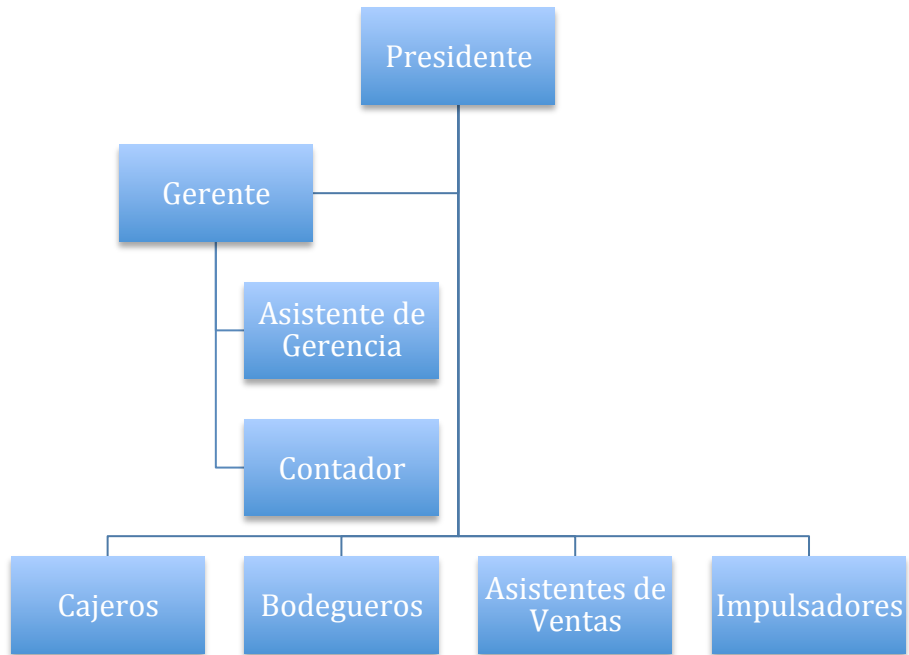 Presidente
Gerente
Asistente de
Gerencia
Contador
Cajeros
Bodegueros
Asistentes de
Ventas
Impulsadores